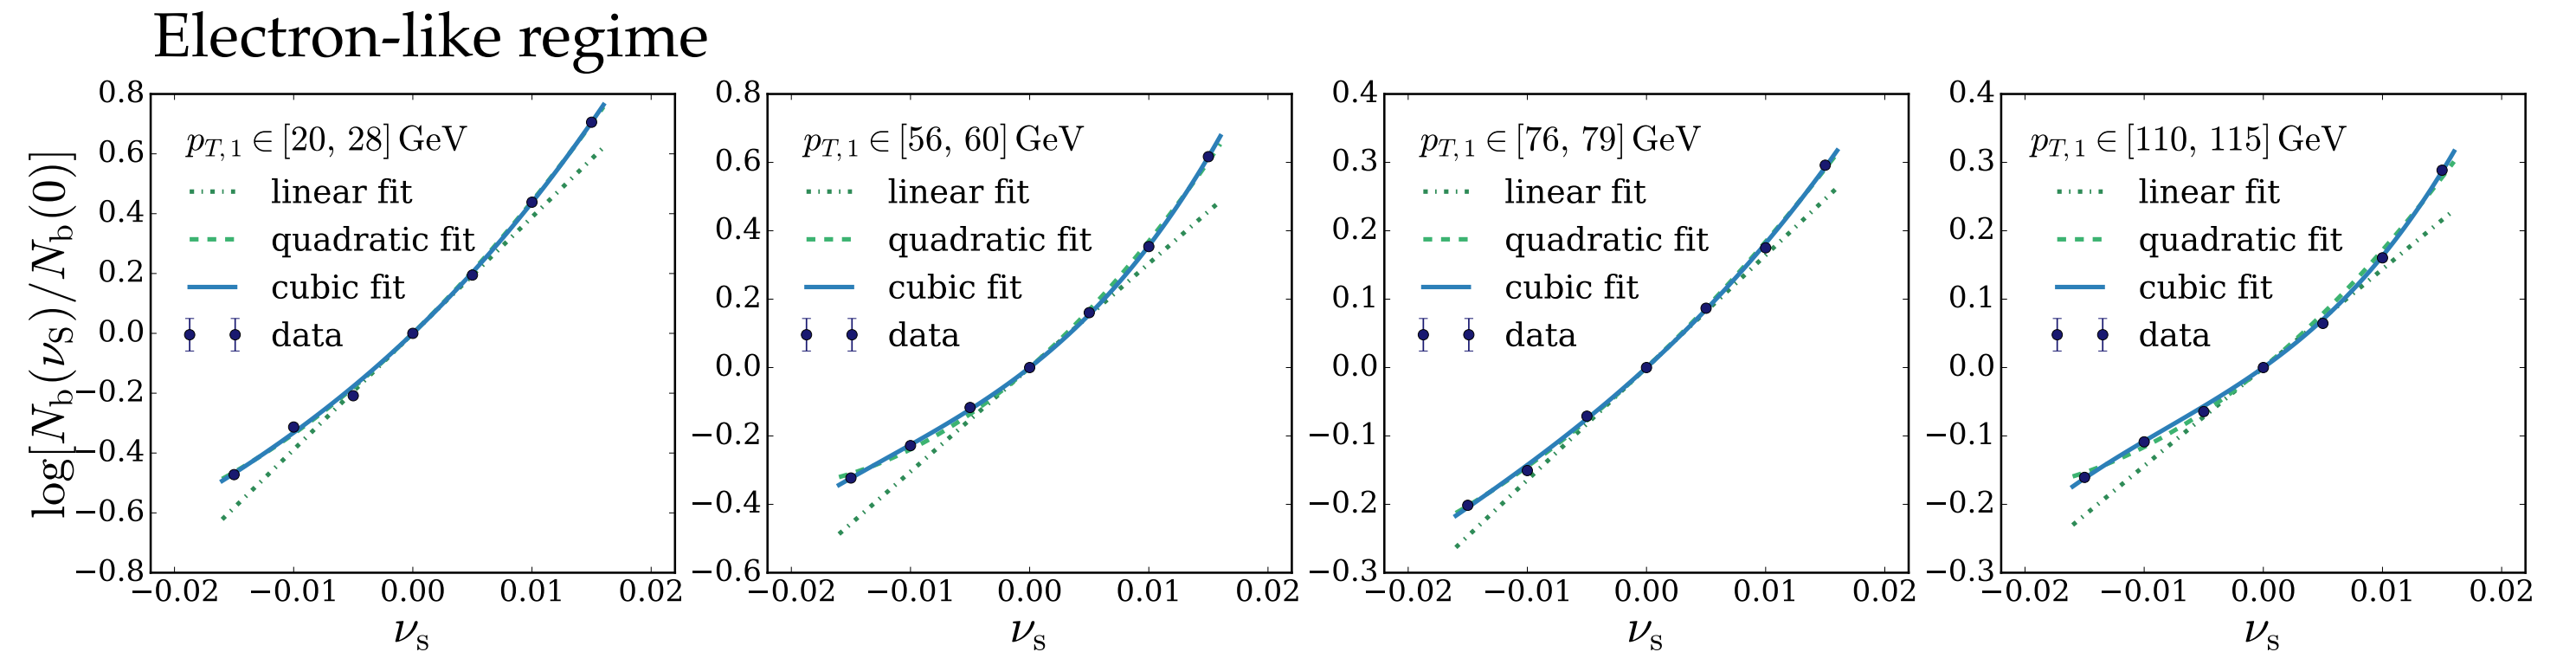 Electron-like regime
log[N_b(ν_S)/N_b(0)]
0.8
0.6
0.4
0.2
0.0
−0.2
−0.4
−0.6
−0.8
p_{T,1} ∈ [20, 28] GeV
linear fit
quadratic fit
cubic fit
data
−0.02 −0.01 0.00 0.01 0.02
ν_s
0.8
0.6
0.4
0.2
0.0
−0.2
−0.4
−0.6
p_{T,1} ∈ [56, 60] GeV
linear fit
quadratic fit
cubic fit
data
−0.02 −0.01 0.00 0.01 0.02
ν_s
0.4
0.3
0.2
0.1
0.0
−0.1
−0.2
−0.3
p_{T,1} ∈ [76, 79] GeV
linear fit
quadratic fit
cubic fit
data
−0.02 −0.01 0.00 0.01 0.02
ν_s
0.4
0.3
0.2
0.1
0.0
−0.1
−0.2
−0.3
p_{T,1} ∈ [110, 115] GeV
linear fit
quadratic fit
cubic fit
data
−0.02 −0.01 0.00 0.01 0.02
ν_s